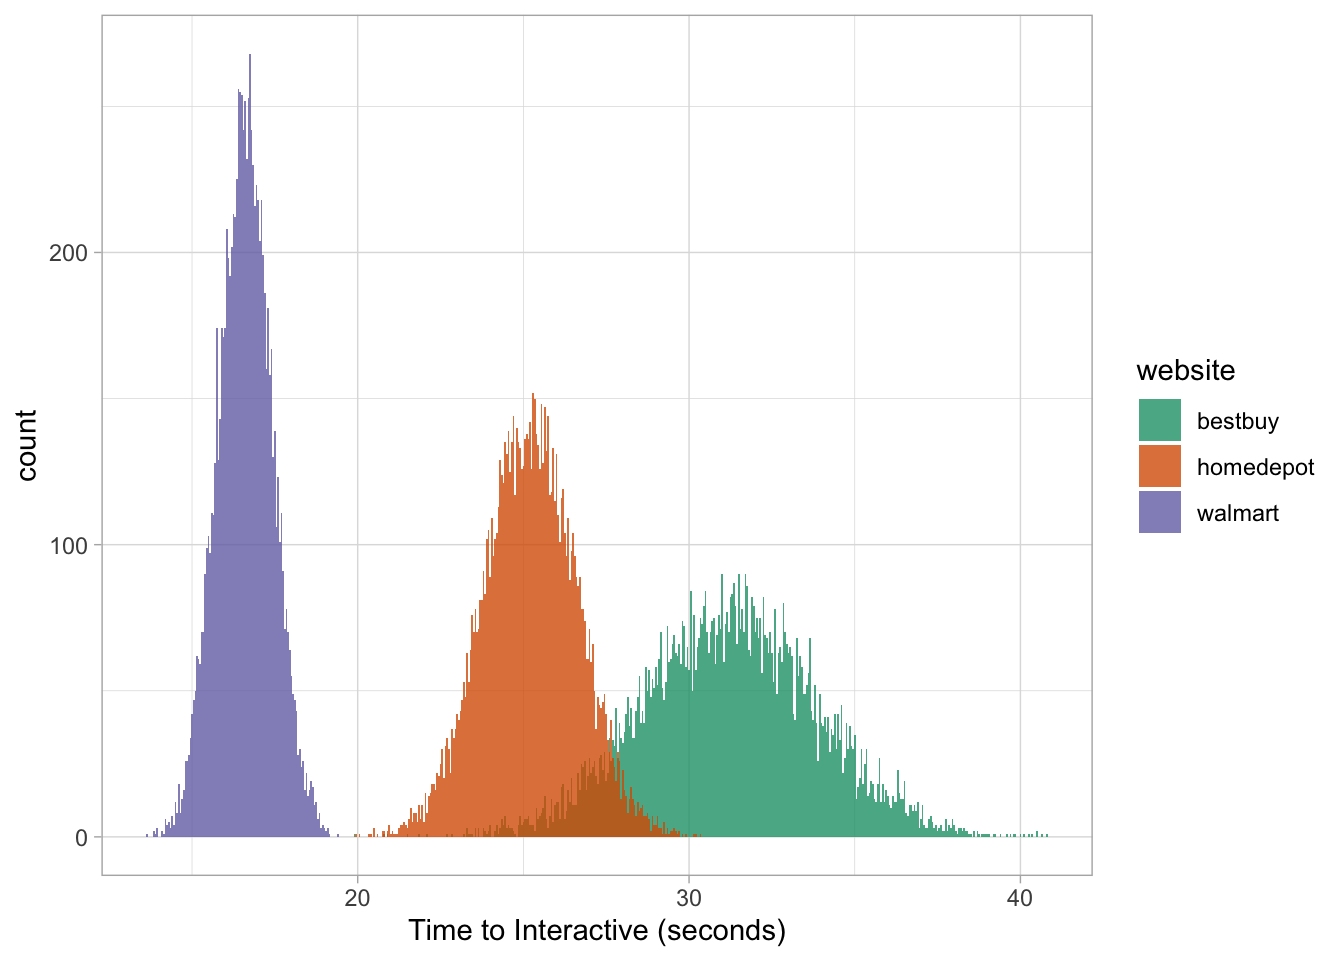 200
100
0
count
20
30
40
Time to Interactive (seconds)
website
bestbuy
homedepot
walmart